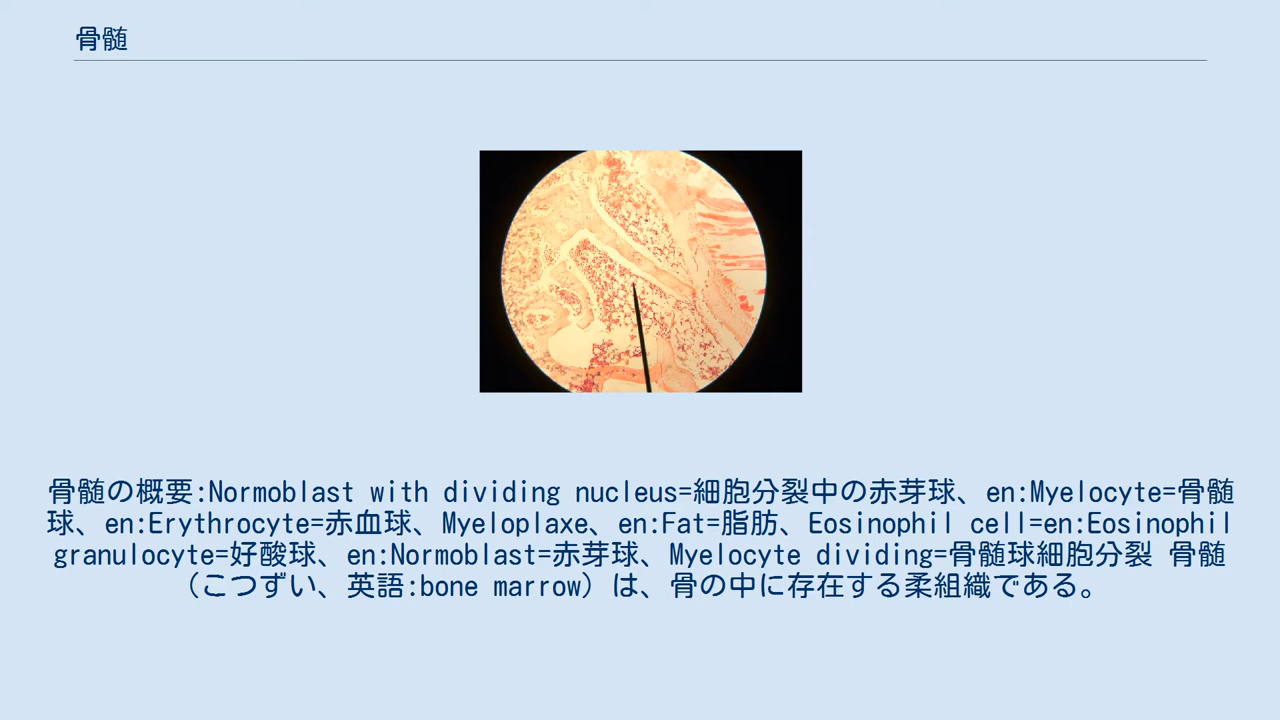 骨髄
骨髄の概要:Normoblast with dividing nucleus=細胞分裂中の赤芽球、en:Myelocyte=骨髄
球、en:Erythrocyte=赤血球、Myeloplaxe、en:Fat=脂肪、Eosinophil cell=en:Eosinophil
granulocyte=好酸球、en:Normoblast=赤芽球、Myelocyte dividing=骨髄球細胞分裂 骨髄
（こつずい、英語:bone marrow）は、骨の中に存在する柔組織である。